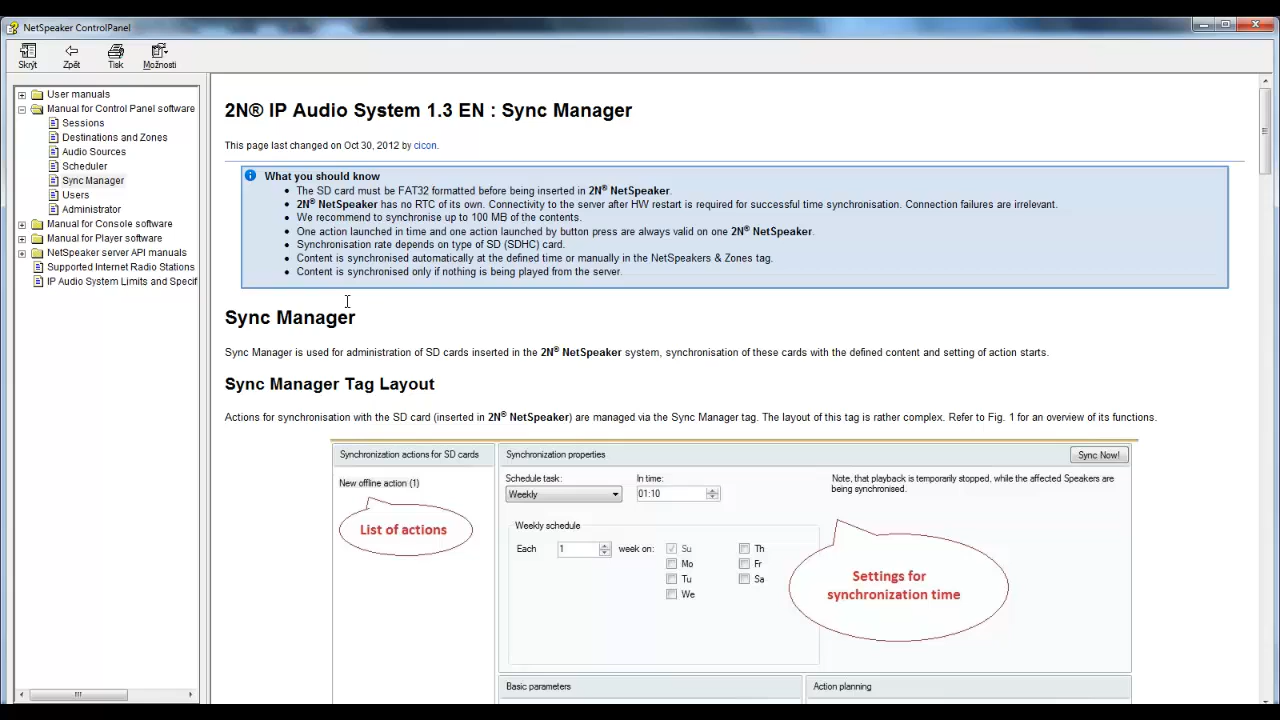 NetSpeaker ControlPanel
Skrýt Zpět Tisk Možnosti
User manuals
Manual for Control Panel software
Sessions
Destinations and Zones
Audio Sources
Scheduler
Sync Manager
Users
Administrator
Manual for Console software
Manual for Player software
NetSpeaker server API manuals
Supported Internet Radio Stations
IP Audio System Limits and Specif
2N® IP Audio System 1.3 EN : Sync Manager
This page last changed on Oct 30, 2012 by cicon.
What you should know
• The SD card must be FAT32 formatted before being inserted in 2N® NetSpeaker.
• 2N® NetSpeaker has no RTC of its own. Connectivity to the server after HW restart is required for successful time synchronisation. Connection failures are irrelevant.
• We recommend to synchronise up to 100 MB of the contents.
• One action launched in time and one action launched by button press are always valid on one 2N® NetSpeaker.
• Synchronisation rate depends on type of SD (SDHC) card.
• Content is synchronised automatically at the defined time or manually in the NetSpeakers & Zones tag.
• Content is synchronised only if nothing is being played from the server.
Sync Manager
Sync Manager is used for administration of SD cards inserted in the 2N® NetSpeaker system, synchronisation of these cards with the defined content and setting of action starts.
Sync Manager Tag Layout
Actions for synchronisation with the SD card (inserted in 2N® NetSpeaker) are managed via the Sync Manager tag. The layout of this tag is rather complex. Refer to Fig. 1 for an overview of its functions.
Synchronization actions for SD cards
New offline action (1)
List of actions
Synchronization properties
Sync Now!
Schedule task:
In time:
Weekly
01:10
Note, that playback is temporarily stopped, while the affected Speakers are
being synchronised.
Weekly schedule
Each 1 week on:
Su Th
Mo Fr
Tu Sa
We
Settings for
synchronization time
Basic parameters
Action planning